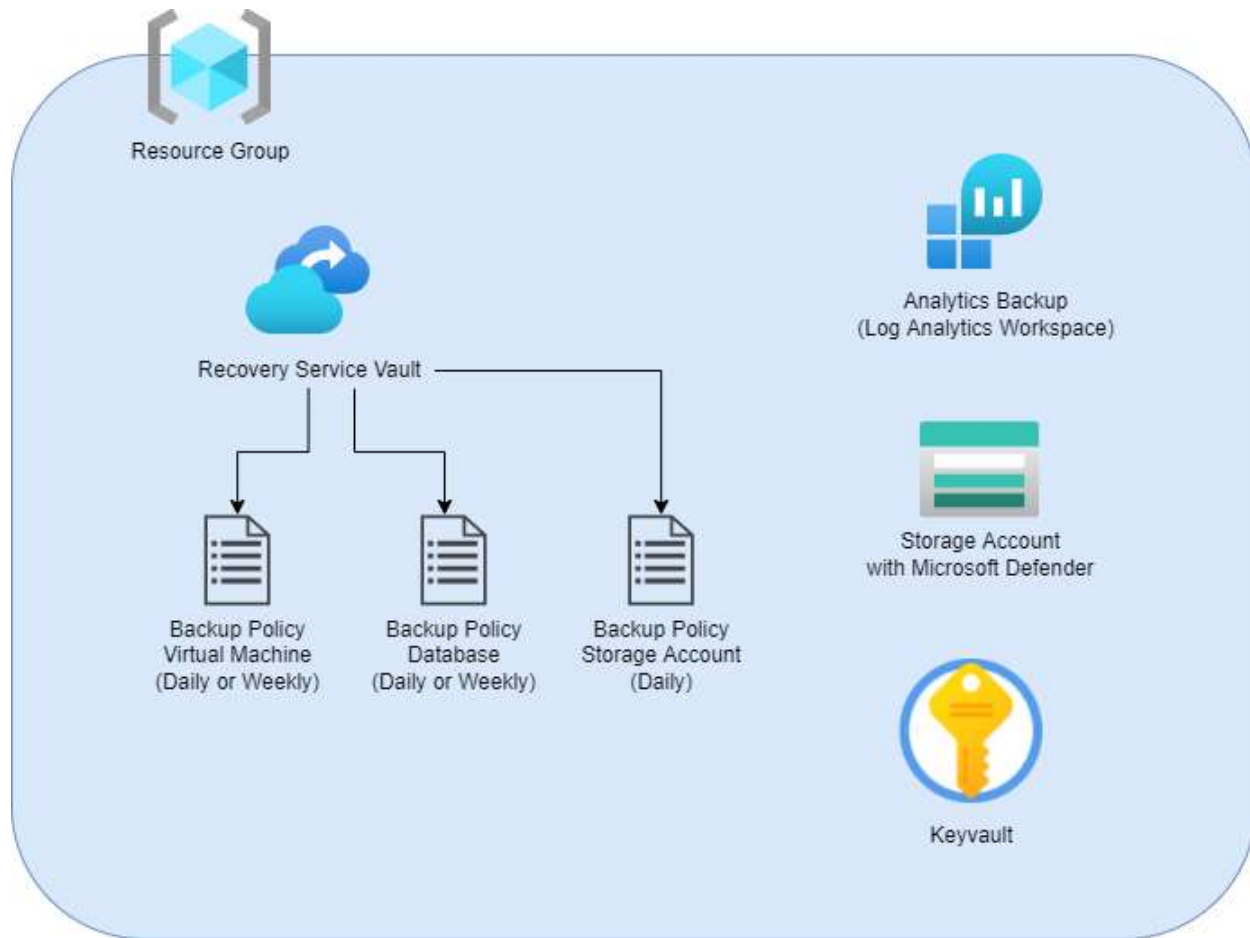 Resource Group
Analytics Backup
(Log Analytics Workspace)
Recovery Service Vault
Storage Account
with Microsoft Defender
Backup Policy
Virtual Machine
(Daily or Weekly)
Backup Policy
Database
(Daily or Weekly)
Backup Policy
Storage Account
(Daily)
Keyvault